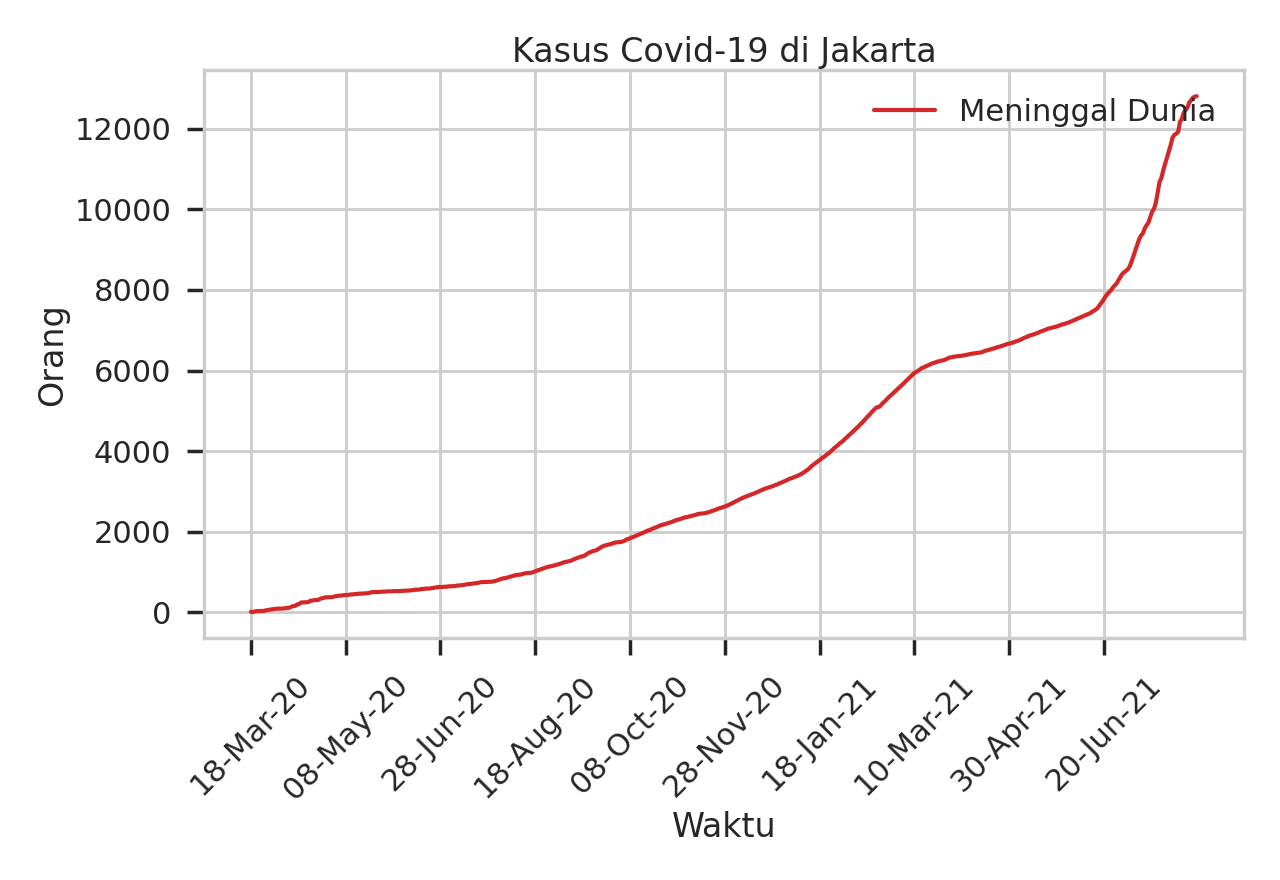 Kasus Covid-19 di Jakarta
Meninggal Dunia
12000
10000
8000
6000
4000
2000
0
Orang
18-Mar-20
08-May-20
28-Jun-20
18-Aug-20
08-Oct-20
28-Nov-20
18-Jan-21
10-Mar-21
30-Apr-21
20-Jun-21
Waktu